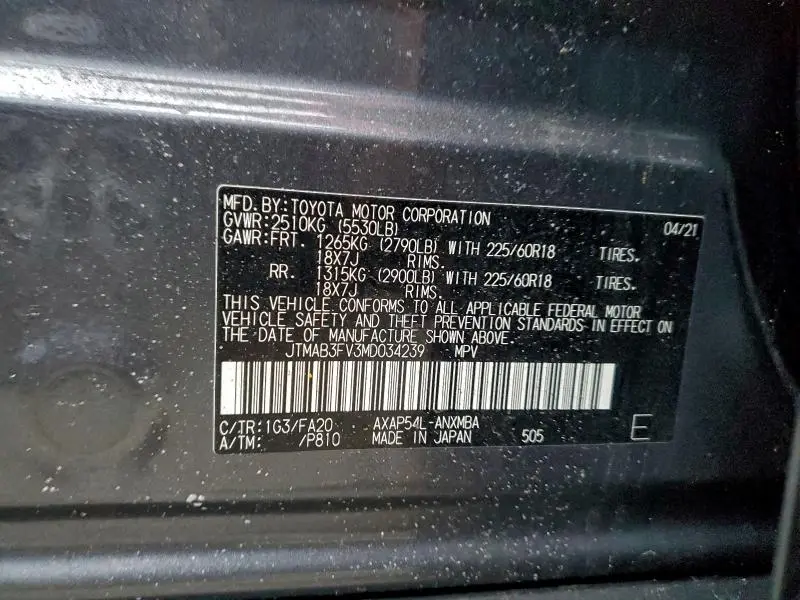 MFD. BY: TOYOTA MOTOR CORPORATION 04/21
GVWR: 2510KG (5530LB)
GAWR: FRT. 1265KG (2790LB) WITH 225/60R18 TIRES.
18X7J RIMS.
RR. 1315KG (2900LB) WITH 225/60R18 TIRES.
18X7J RIMS.
THIS VEHICLE CONFORMS TO ALL APPLICABLE FEDERAL MOTOR
VEHICLE SAFETY AND THEFT PREVENTION STANDARDS IN EFFECT ON
THE DATE OF MANUFACTURE SHOWN ABOVE.
JTMAB3FV3MD034239 MPV
C/TR: 1G3/FA20 AXAP54L-ANXMBA
A/TM: /P810 MADE IN JAPAN 505 E